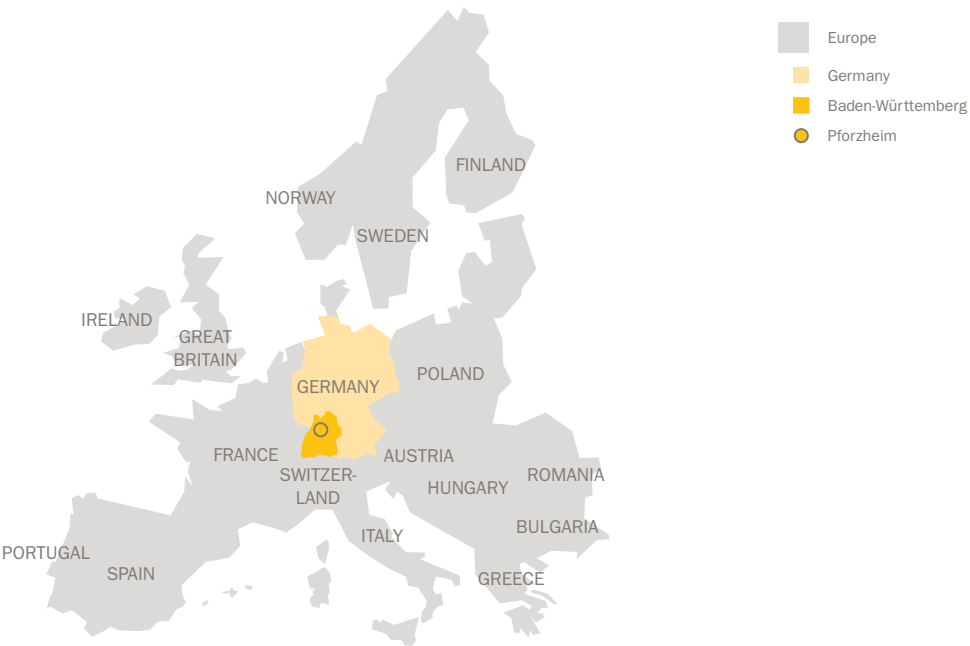 Europe
Germany
Baden-Württemberg
Pforzheim
FINLAND
NORWAY
SWEDEN
IRELAND
GREAT
BRITAIN
GERMANY
POLAND
FRANCE
AUSTRIA
SWITZER-
LAND
HUNGARY
ROMANIA
BULGARIA
ITALY
PORTUGAL
SPAIN
GREECE